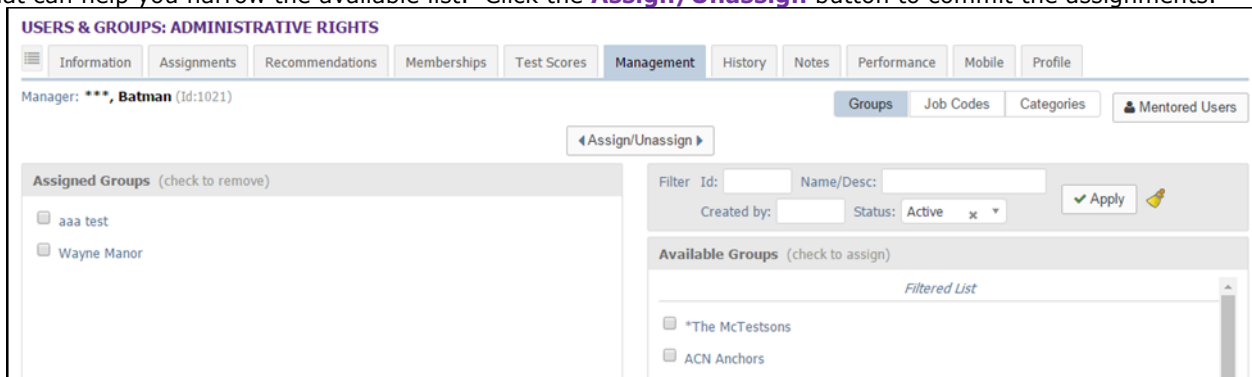 that can help you narrow the available list. Click the Assign/Unassign button to commit the assignments.
USERS & GROUPS: ADMINISTRATIVE RIGHTS
Information Assignments Recommendations Memberships Test Scores Management History Notes Performance Mobile Profile
Manager: ***, Batman (Id:1021)
Groups Job Codes Categories Mentored Users
Assign/Unassign
Assigned Groups (check to remove)
aaa test
Wayne Manor
Filter Id: Name/Desc:
Created by: Status: Active x
Apply
Available Groups (check to assign)
Filtered List
*The McTestsons
ACN Anchors